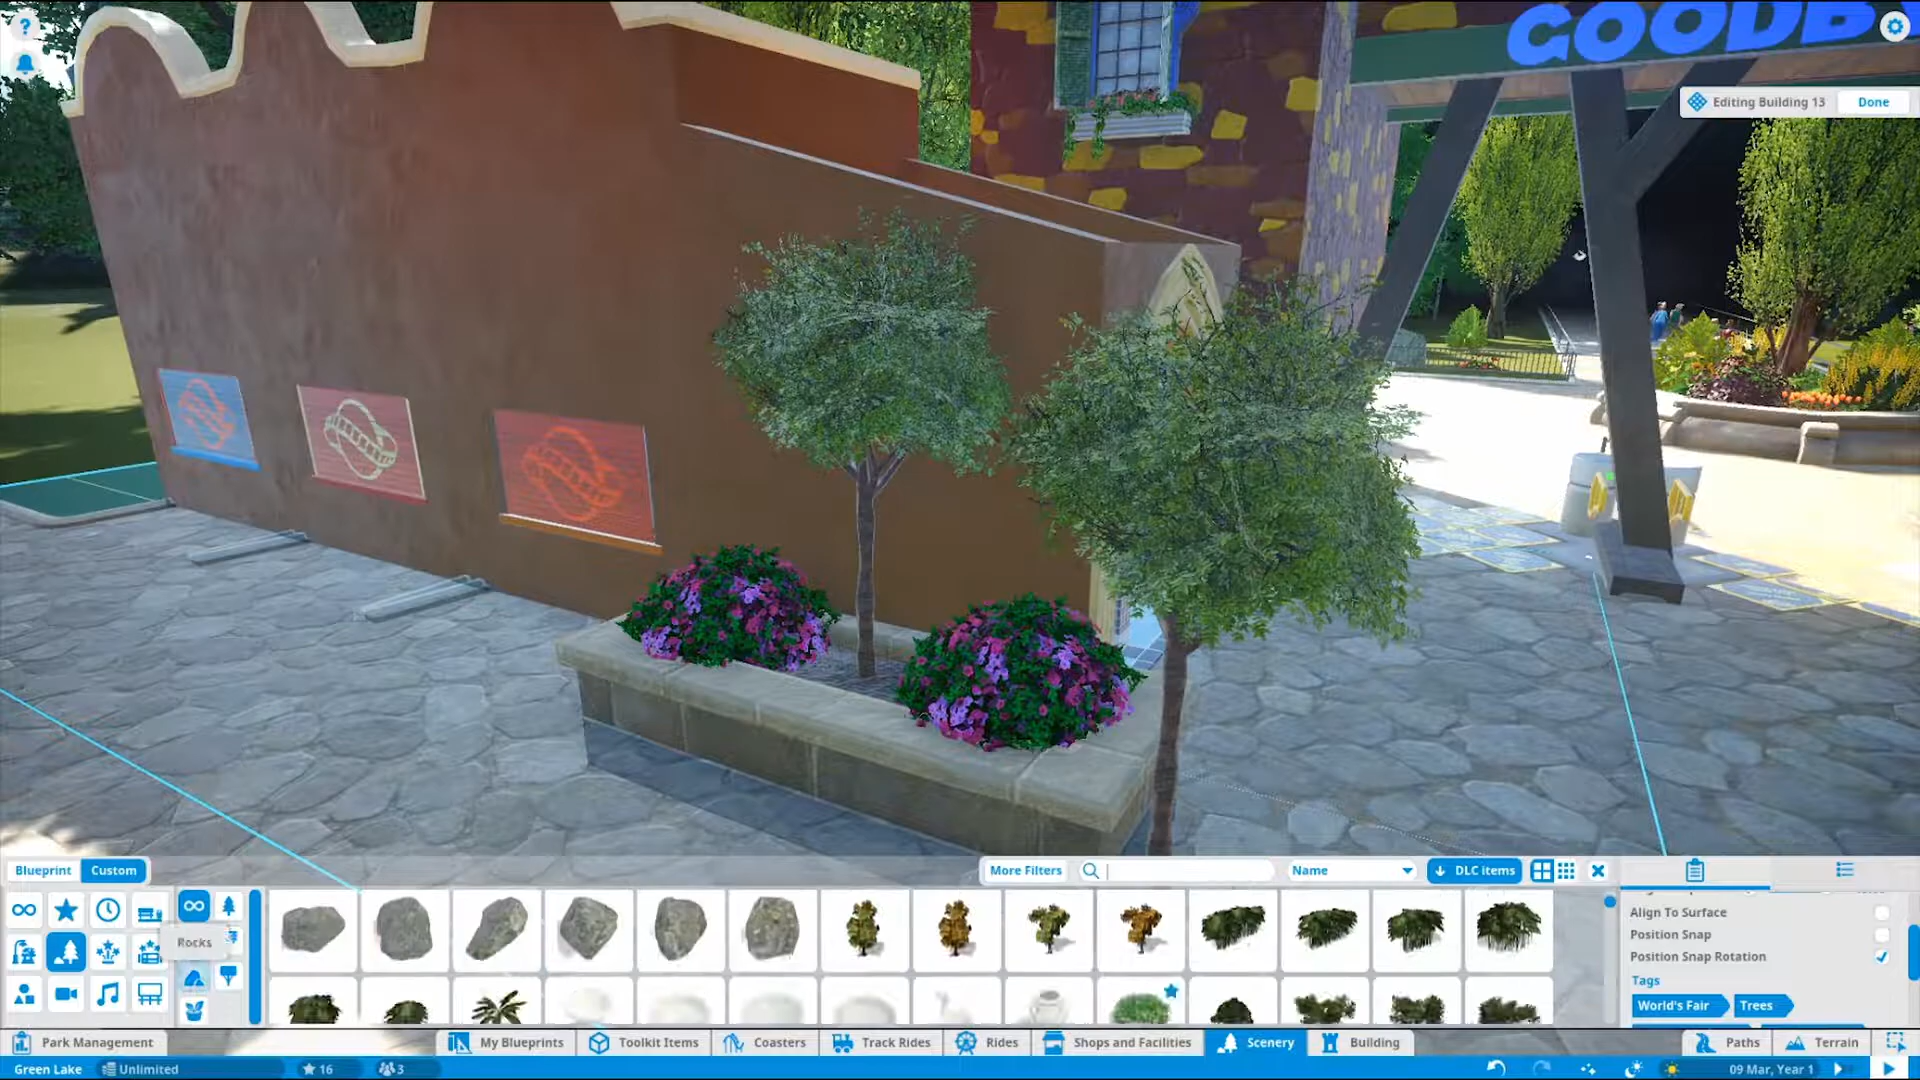 ?
GOODB
Editing Building 13
Done
Blueprint
Custom
More Filters
Name
DLC items
Rocks
Align To Surface
Position Snap
Position Snap Rotation
Tags
World's Fair
Trees
Park Management
My Blueprints
Toolkit Items
Coasters
Track Rides
Rides
Shops and Facilities
Scenery
Building
Paths
Terrain
Green Lake
Unlimited
16
3
09 Mar, Year 1